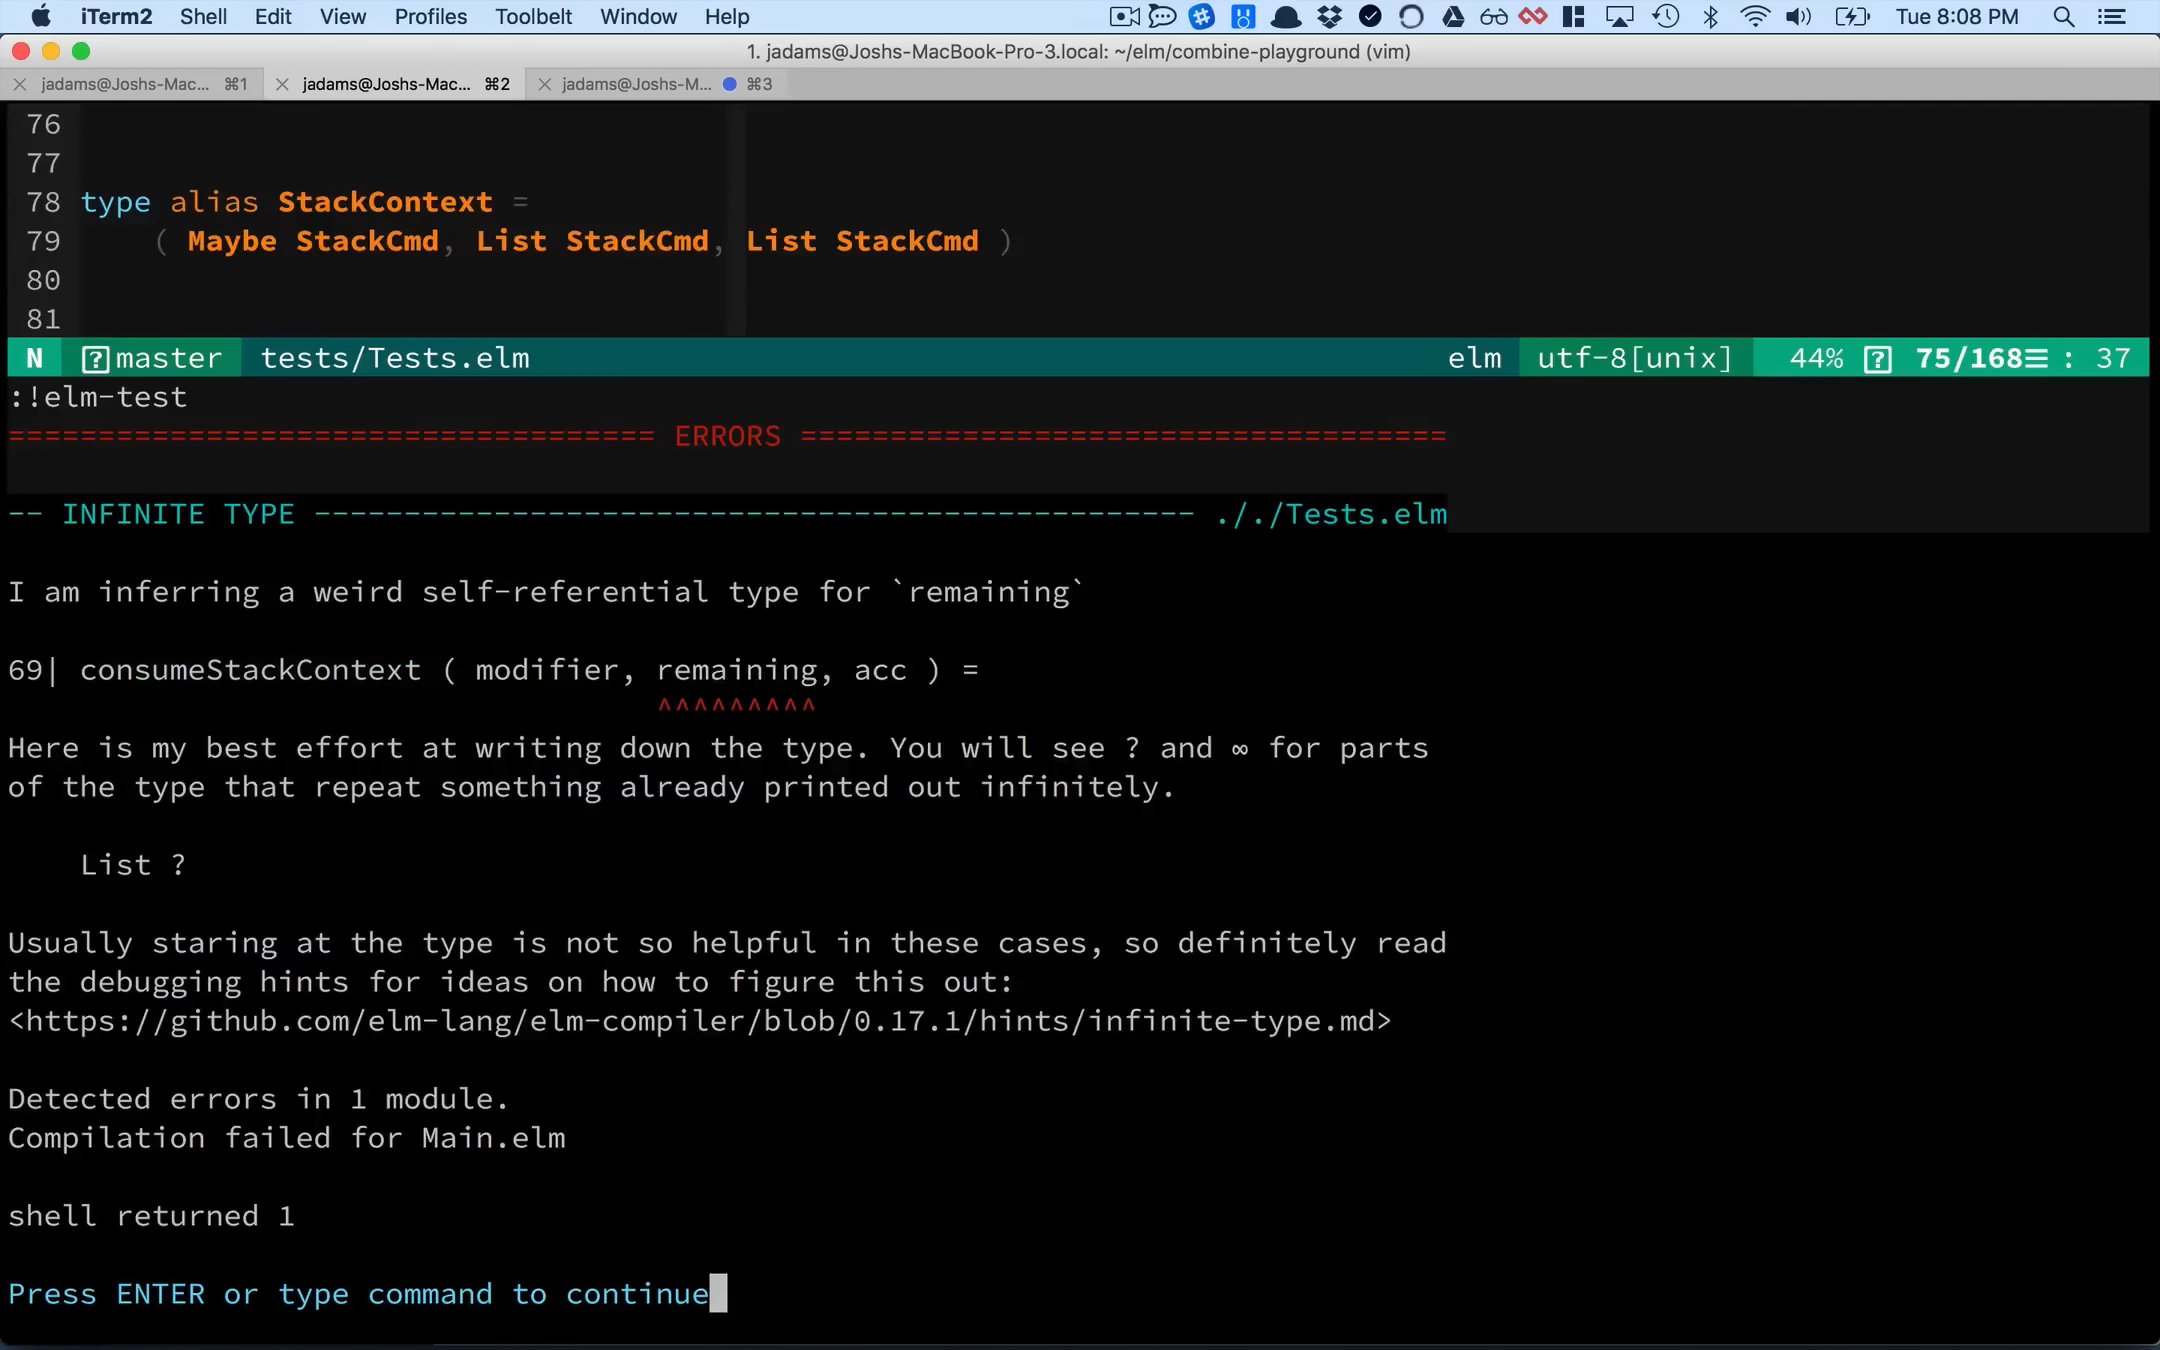 iTerm2 Shell Edit View Profiles Toolbelt Window Help Tue 8:08 PM
1. jadams@Joshs-MacBook-Pro-3.local: ~/elm/combine-playground (vim)
jadams@Joshs-Mac... ⌘1 jadams@Joshs-Mac... ⌘2 jadams@Joshs-M... ⌘3
76
77
78 type alias StackContext =
79     ( Maybe StackCmd, List StackCmd, List StackCmd )
80
81
N [?]master tests/Tests.elm elm utf-8[unix] 44% [?] 75/168☰ : 37
:!elm-test
==================================== ERRORS ====================================
-- INFINITE TYPE ------------------------------------------------- ././Tests.elm
I am inferring a weird self-referential type for `remaining`
69| consumeStackContext ( modifier, remaining, acc ) =
^^^^^^^^^
Here is my best effort at writing down the type. You will see ? and ∞ for parts
of the type that repeat something already printed out infinitely.
List ?
Usually staring at the type is not so helpful in these cases, so definitely read
the debugging hints for ideas on how to figure this out:
<https://github.com/elm-lang/elm-compiler/blob/0.17.1/hints/infinite-type.md>
Detected errors in 1 module.
Compilation failed for Main.elm
shell returned 1
Press ENTER or type command to continue